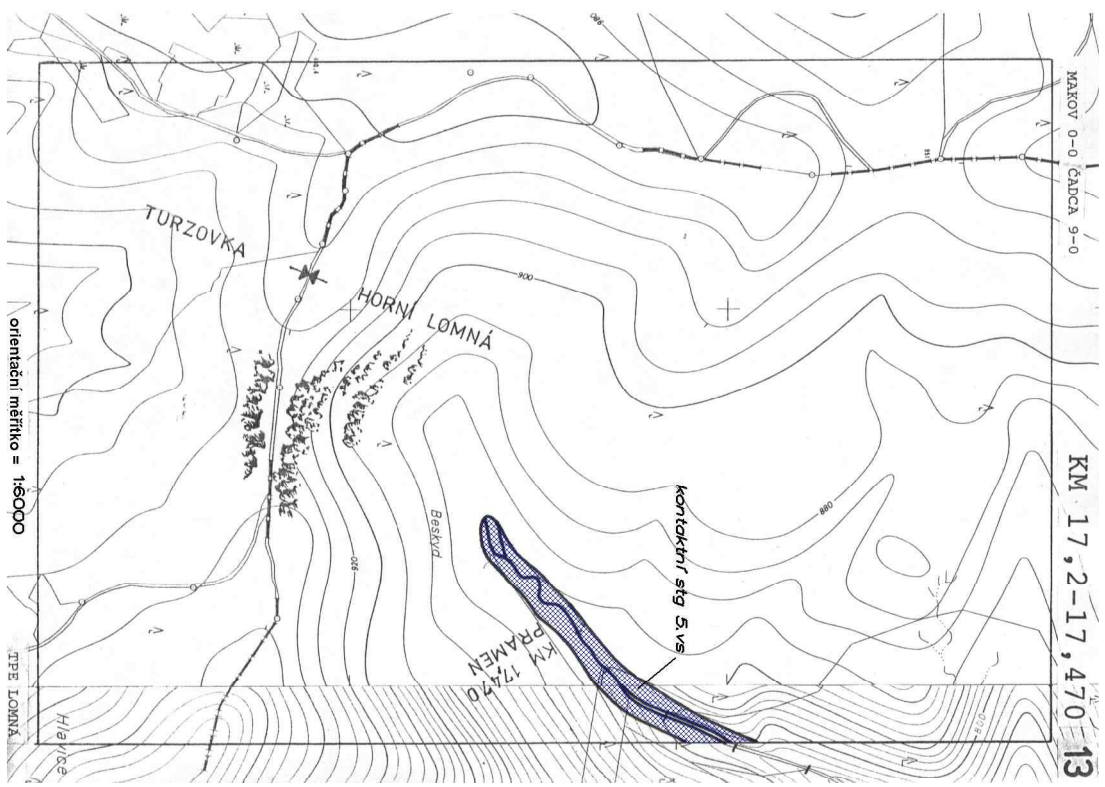 MAKOV 0-0 ČADCA 9-0
KM 17,2-17,470
13
TURZOVKA
HORNÍ LOMNÁ
900
880
kontaktní stg 5.vs
Beskyd
920
KM 17,470
PRAMEN
800
Hlavice
TPE LOMNÁ
orientační měřítko = 1:6000